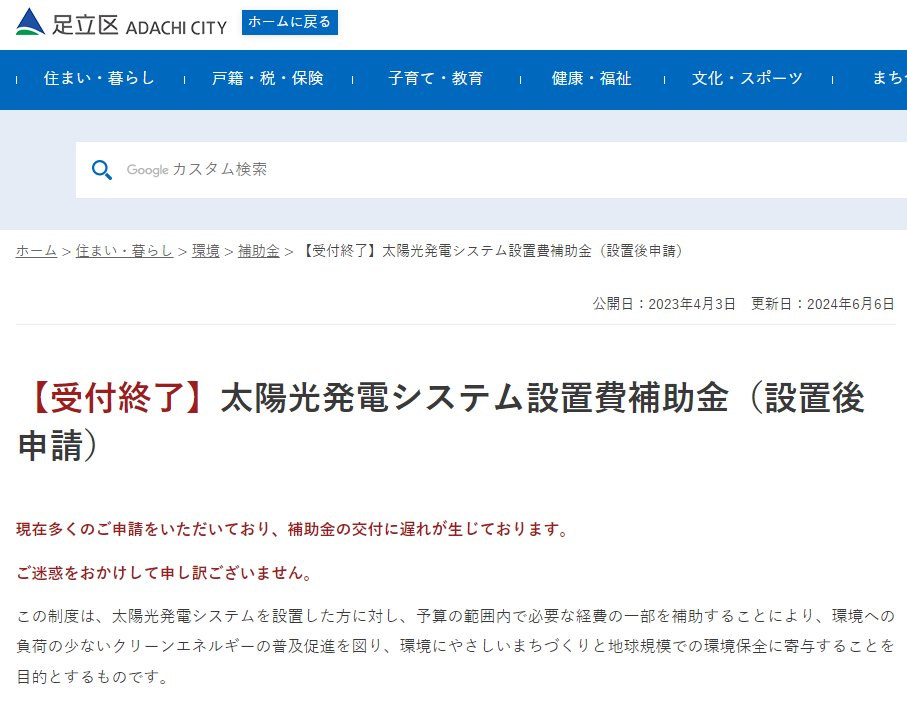 足立区 ADACHI CITY ホームに戻る
住まい・暮らし 戸籍・税・保険 子育て・教育 健康・福祉 文化・スポーツ まち
Google カスタム検索
ホーム > 住まい・暮らし > 環境 > 補助金 > 【受付終了】太陽光発電システム設置費補助金（設置後申請）
公開日：2023年4月3日 更新日：2024年6月6日
【受付終了】太陽光発電システム設置費補助金（設置後
申請）
現在多くのご申請をいただいており、補助金の交付に遅れが生じております。
ご迷惑をおかけして申し訳ございません。
この制度は、太陽光発電システムを設置した方に対し、予算の範囲内で必要な経費の一部を補助することにより、環境への
負荷の少ないクリーンエネルギーの普及促進を図り、環境にやさしいまちづくりと地球規模での環境保全に寄与することを
目的とするものです。